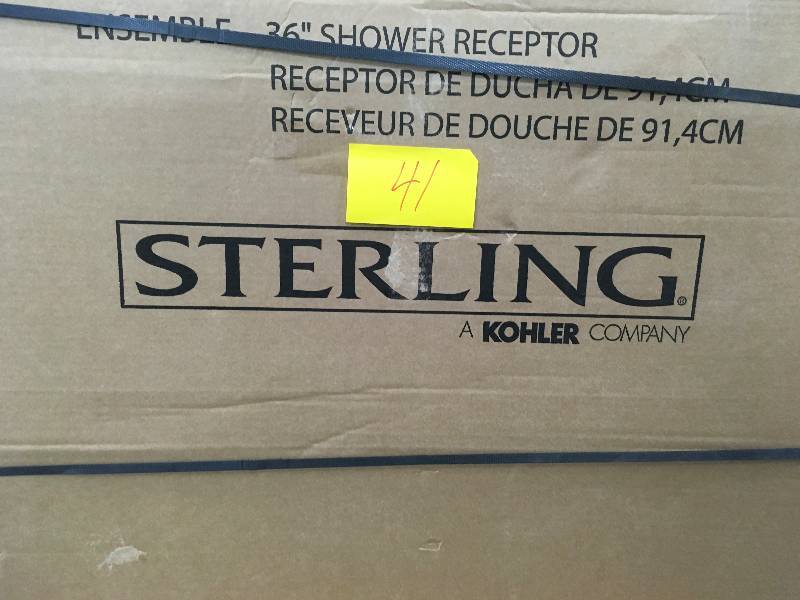 ENSEMBLE 36" SHOWER RECEPTOR
RECEPTOR DE DUCHA DE 91,4CM
RECEVEUR DE DOUCHE DE 91,4CM
41
STERLING®
A KOHLER COMPANY